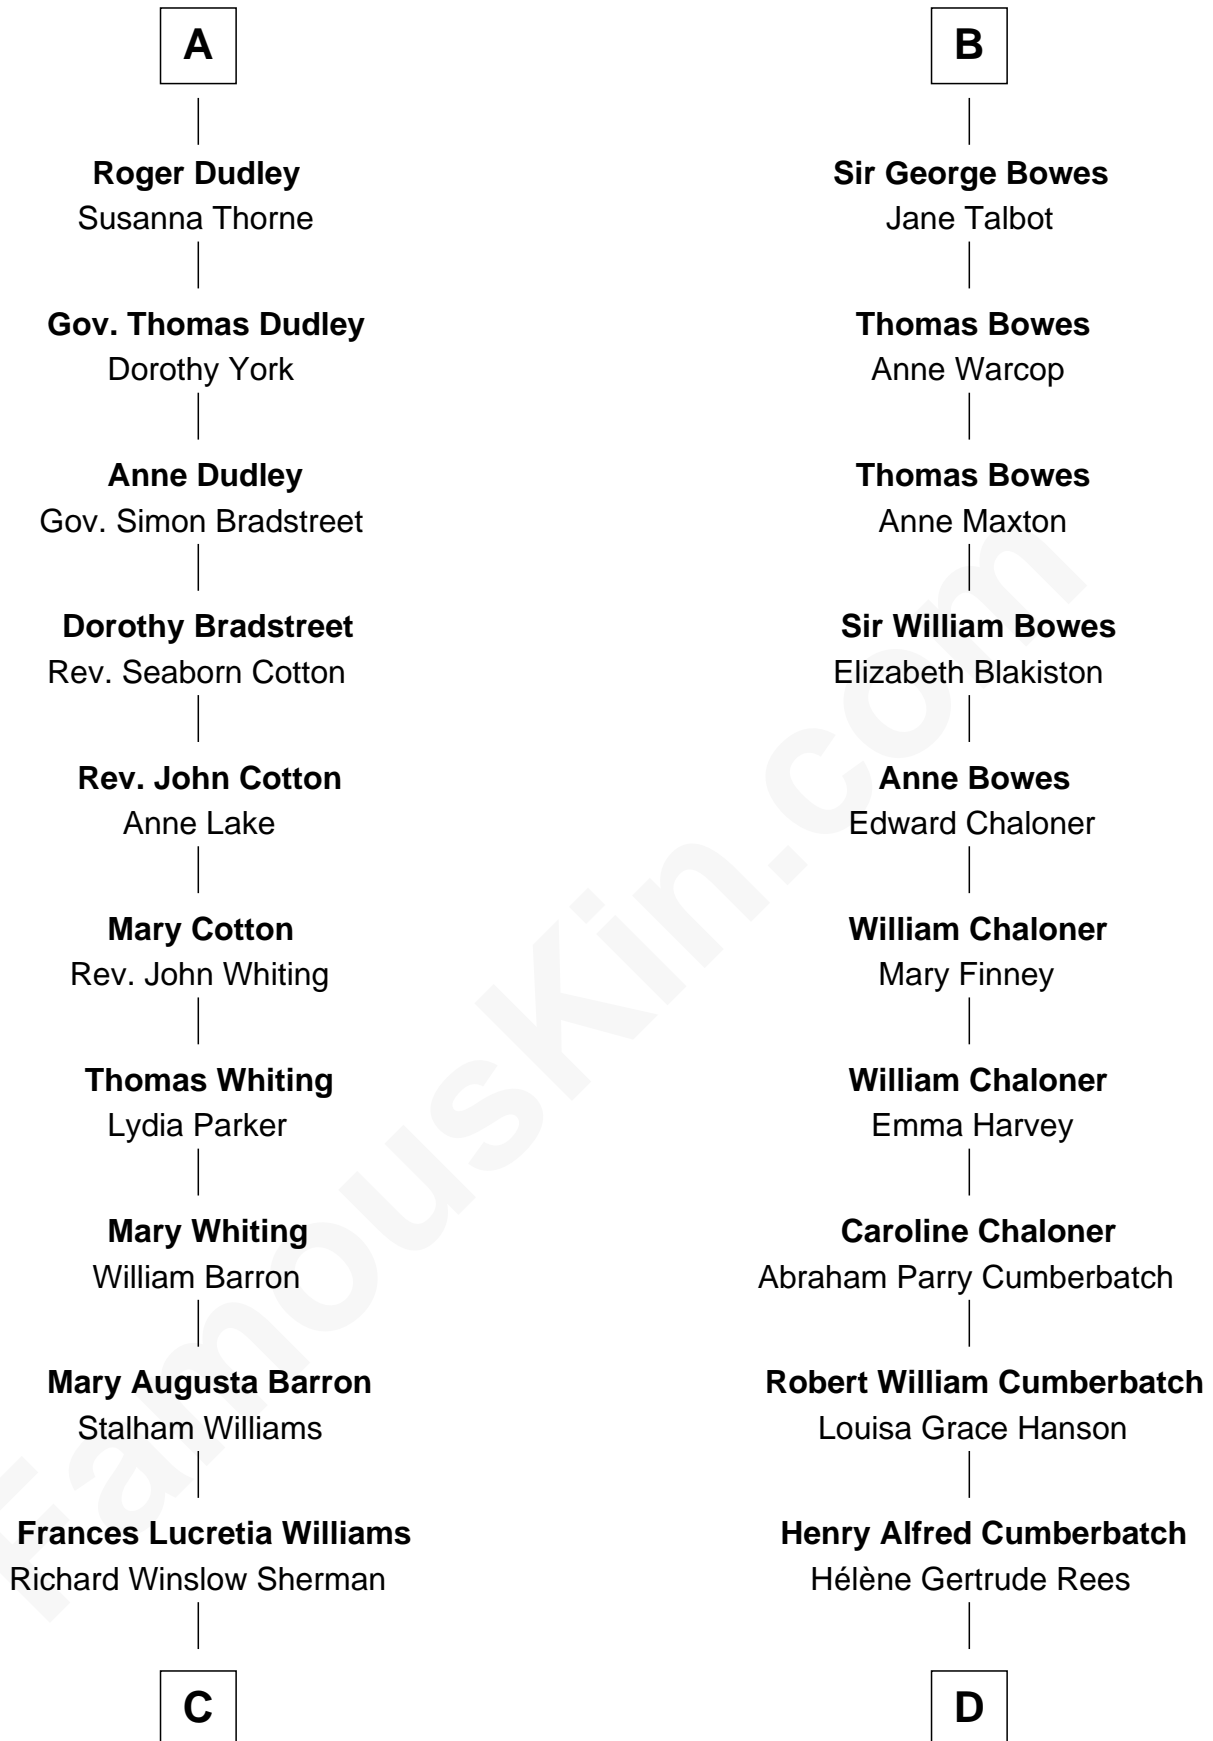 A
Roger Dudley
Susanna Thorne
Gov. Thomas Dudley
Dorothy York
Anne Dudley
Gov. Simon Bradstreet
Dorothy Bradstreet
Rev. Seaborn Cotton
Rev. John Cotton
Anne Lake
Mary Cotton
Rev. John Whiting
Thomas Whiting
Lydia Parker
Mary Whiting
William Barron
Mary Augusta Barron
Stalham Williams
Frances Lucretia Williams
Richard Winslow Sherman
C
B
Sir George Bowes
Jane Talbot
Thomas Bowes
Anne Warcop
Thomas Bowes
Anne Maxton
Sir William Bowes
Elizabeth Blakiston
Anne Bowes
Edward Chaloner
William Chaloner
Mary Finney
William Chaloner
Emma Harvey
Caroline Chaloner
Abraham Parry Cumberbatch
Robert William Cumberbatch
Louisa Grace Hanson
Henry Alfred Cumberbatch
Hélène Gertrude Rees
D
FamousKin.com